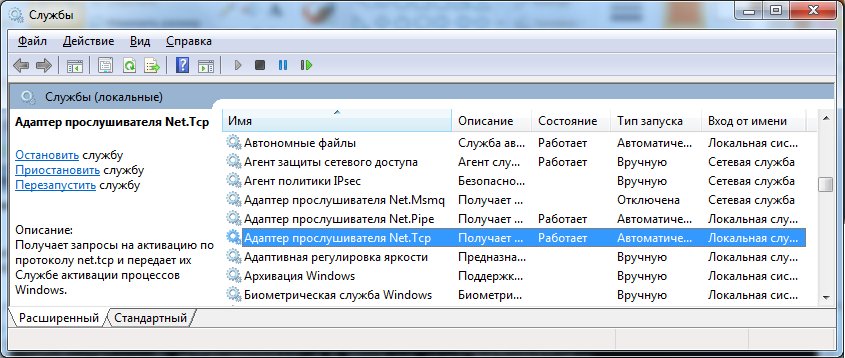 Службы
Файл Действие Вид Справка
Службы (локальные)
Адаптер прослушивателя Net.Tcp
Остановить службу
Приостановить службу
Перезапустить службу
Описание:
Получает запросы на активацию по
протоколу net.tcp и передает их
Службе активации процессов
Windows.
Имя Описание Состояние Тип запуска Вход от имени
Автономные файлы Служба ав... Работает Автоматиче... Локальная сис...
Агент защиты сетевого доступа Агент слу... Работает Вручную Сетевая служба
Агент политики IPsec Безопасно... Вручную Сетевая служба
Адаптер прослушивателя Net.Msmq Получает ... Отключена Сетевая служба
Адаптер прослушивателя Net.Pipe Получает ... Работает Автоматиче... Локальная слу...
Адаптер прослушивателя Net.Tcp Получает ... Работает Автоматиче... Локальная слу...
Адаптивная регулировка яркости Предназна... Вручную Локальная слу...
Архивация Windows Поддержк... Вручную Локальная сис...
Биометрическая служба Windows Биометри... Вручную Локальная сис...
Расширенный Стандартный